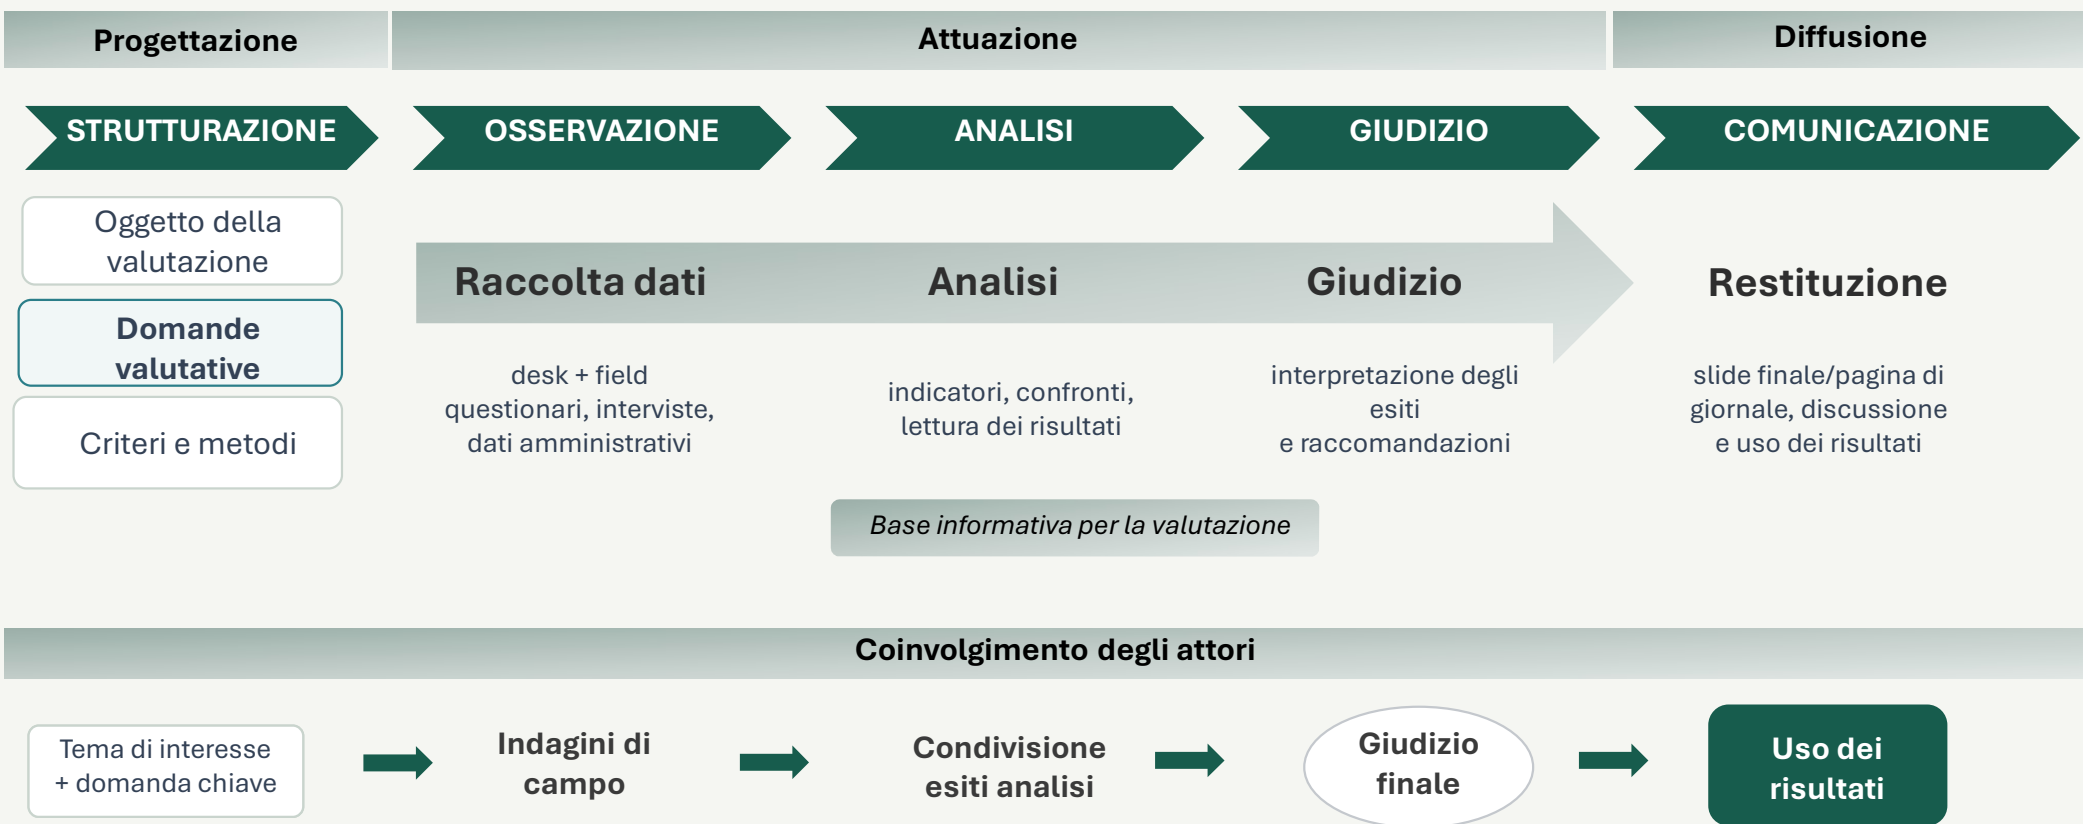 Progettazione
Attuazione
Diffusione
STRUTTURAZIONE
OSSERVAZIONE
ANALISI
GIUDIZIO
COMUNICAZIONE
Oggetto della
valutazione
Domande
valutative
Criteri e metodi
Raccolta dati
Analisi
Giudizio
Restituzione
desk + field
questionari, interviste,
dati amministrativi
indicatori, confronti,
lettura dei risultati
interpretazione degli
esiti
e raccomandazioni
slide finale/pagina di
giornale, discussione
e uso dei risultati
Base informativa per la valutazione
Coinvolgimento degli attori
Tema di interesse
+ domanda chiave
Indagini di
campo
Condivisione
esiti analisi
Giudizio
finale
Uso dei
risultati